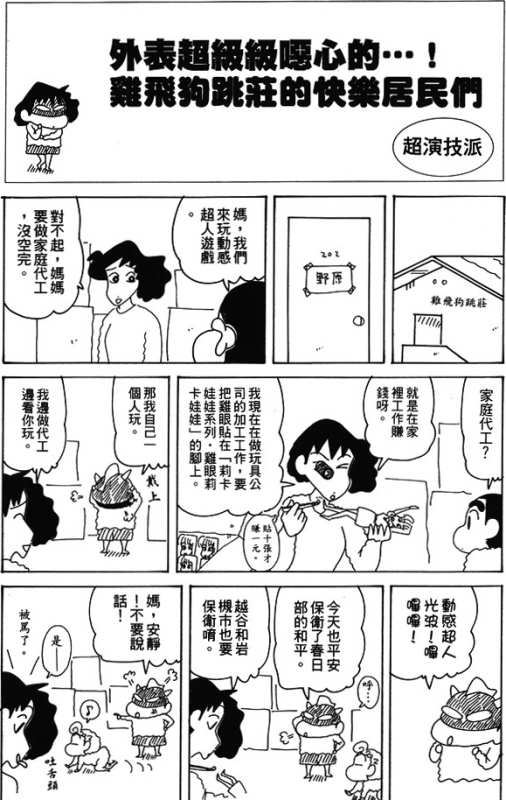 外表超級級噁心的…！
雞飛狗跳莊的快樂居民們
超演技派
雞飛狗跳莊
202
野原
媽，我們
來玩動感
超人遊戲
。
對不起，媽媽
要做家庭代工
，沒空完。
家庭代工？
就是在家
裡工作賺
錢呀。
我現在在做玩具公
司的加工工作，要
把雞眼貼在「莉卡
娃娃系列．雞眼莉
卡娃娃」的腳上。
貼十張才
賺一元。
那我自己一
個人玩。
戴上
我邊做代工
邊看你玩。
動感超人
光波！嗶
嗶嗶！
今天也平安
保衛了春日
部的和平。
呼…
越谷和岩
槻市也要
保衛唷。
媽，安靜
！不要說
話！
是—
被罵了。
吐舌頭